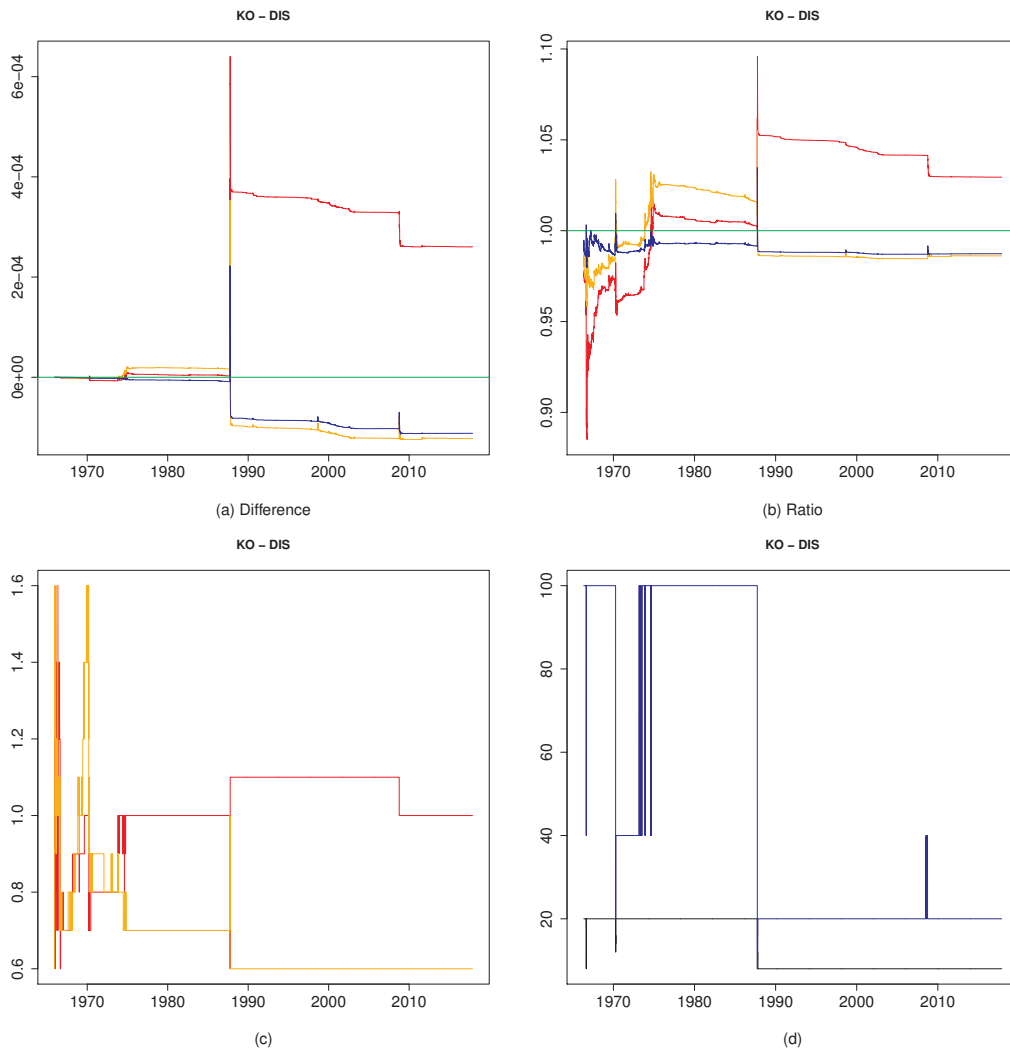 KO − DIS
6e−04
4e−04
2e−04
0e+00
1970 1980 1990 2000 2010
(a) Difference
KO − DIS
1.10
1.05
1.00
0.95
0.90
1970 1980 1990 2000 2010
(b) Ratio
KO − DIS
1.6
1.4
1.2
1.0
0.8
0.6
1970 1980 1990 2000 2010
(c)
KO − DIS
100
80
60
40
20
1970 1980 1990 2000 2010
(d)